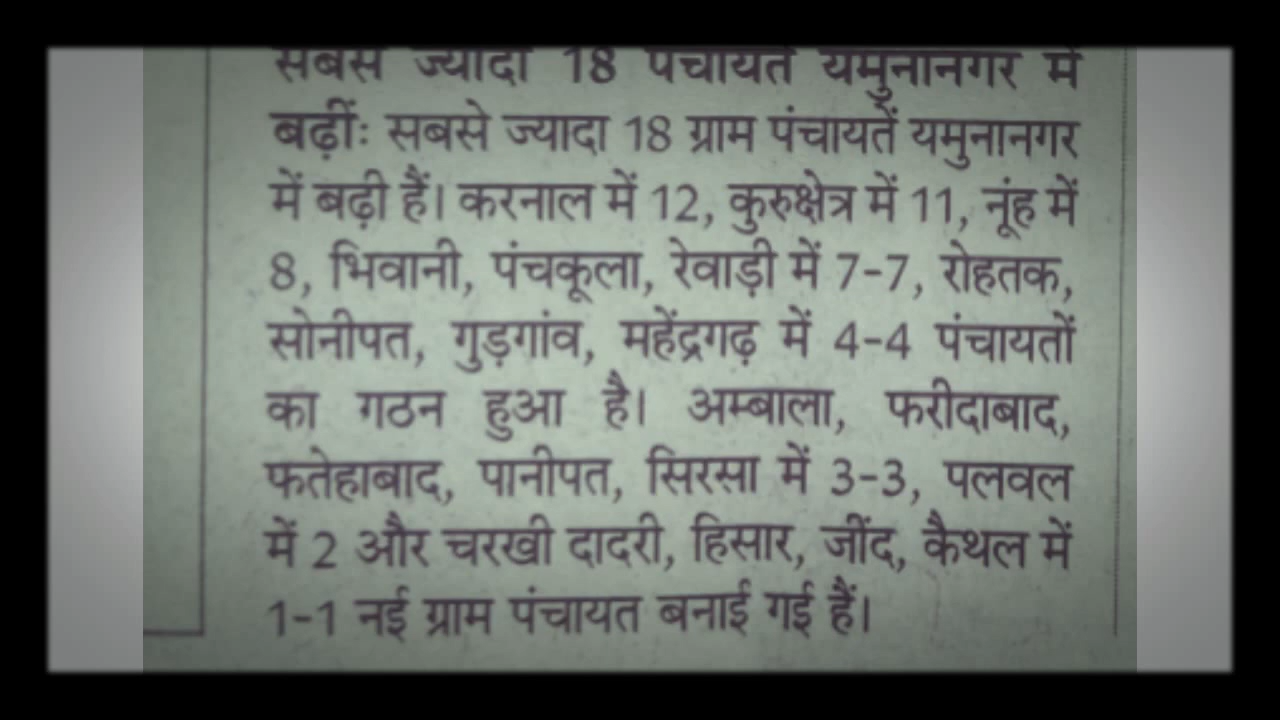 सबसे ज्यादा 18 पंचायतें यमुनानगर में
बढ़ीं: सबसे ज्यादा 18 ग्राम पंचायतें यमुनानगर
में बढ़ी हैं। करनाल में 12, कुरुक्षेत्र में 11, नूंह में
8, भिवानी, पंचकूला, रेवाड़ी में 7-7, रोहतक,
सोनीपत, गुड़गांव, महेंद्रगढ़ में 4-4 पंचायतों
का गठन हुआ है। अम्बाला, फरीदाबाद,
फतेहाबाद, पानीपत, सिरसा में 3-3, पलवल
में 2 और चरखी दादरी, हिसार, जींद, कैथल में
1-1 नई ग्राम पंचायत बनाई गई हैं।